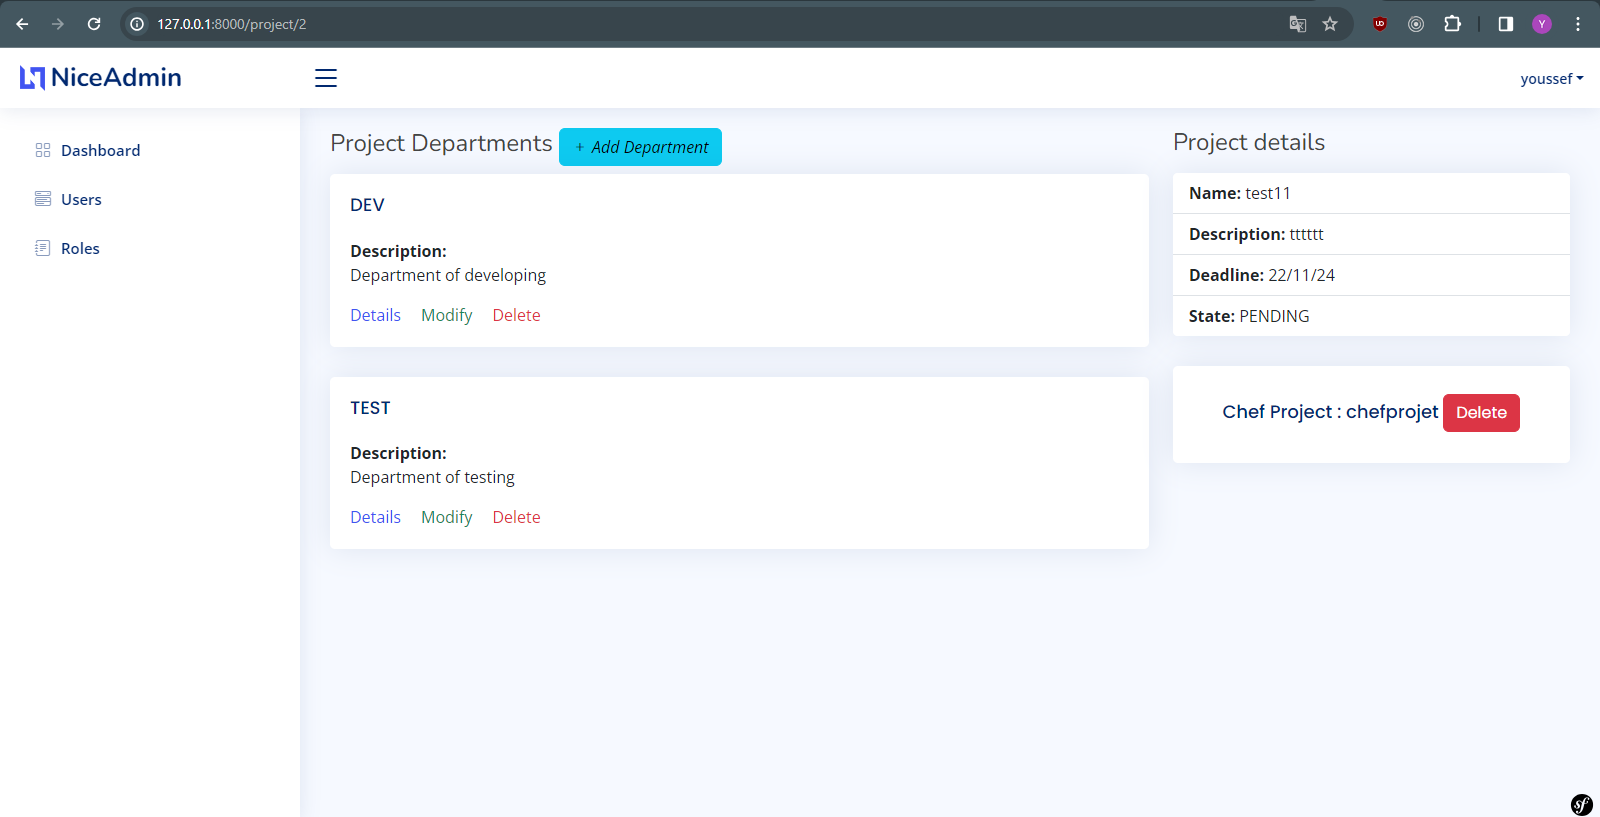 127.0.0.1:8000/project/2
Y
NiceAdmin
youssef
Dashboard
Users
Roles
Project Departments
+ Add Department
DEV
Description:
Department of developing
Details Modify Delete
TEST
Description:
Department of testing
Details Modify Delete
Project details
Name: test11
Description: tttttt
Deadline: 22/11/24
State: PENDING
Chef Project : chefprojet Delete
sf